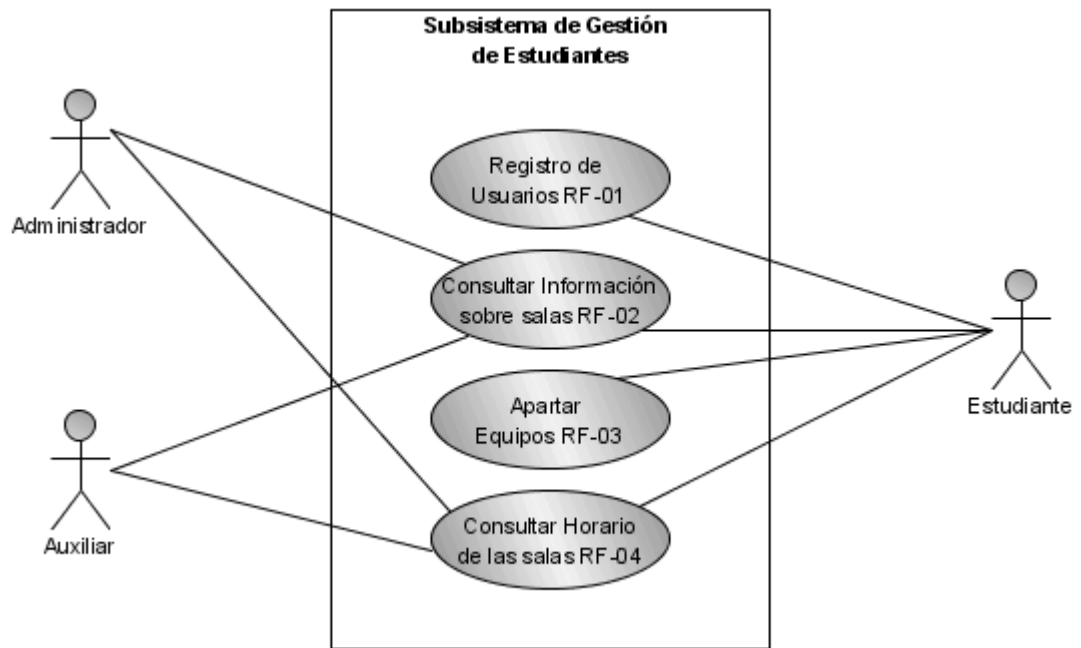 Subsistema de Gestión
de Estudiantes
Administrador
Registro de
Usuarios RF-01
Consultar Información
sobre salas RF-02
Apartar
Equipos RF-03
Estudiante
Auxiliar
Consultar Horario
de las salas RF-04